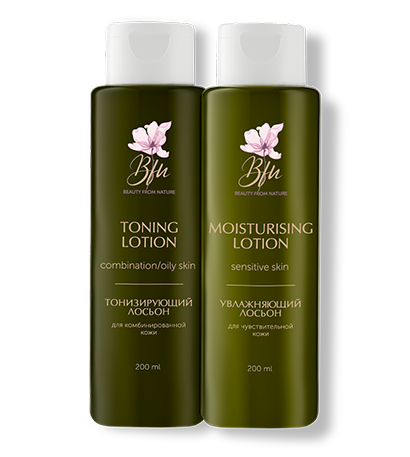 Bfn
BEAUTY FROM NATURE
TONING
LOTION
combination/oily skin
ТОНИЗИРУЮЩИЙ
ЛОСЬОН
для комбинированной
кожи
200 ml
Bfn
BEAUTY FROM NATURE
MOISTURISING
LOTION
sensitive skin
УВЛАЖНЯЮЩИЙ
ЛОСЬОН
для чувствительной
кожи
200 ml